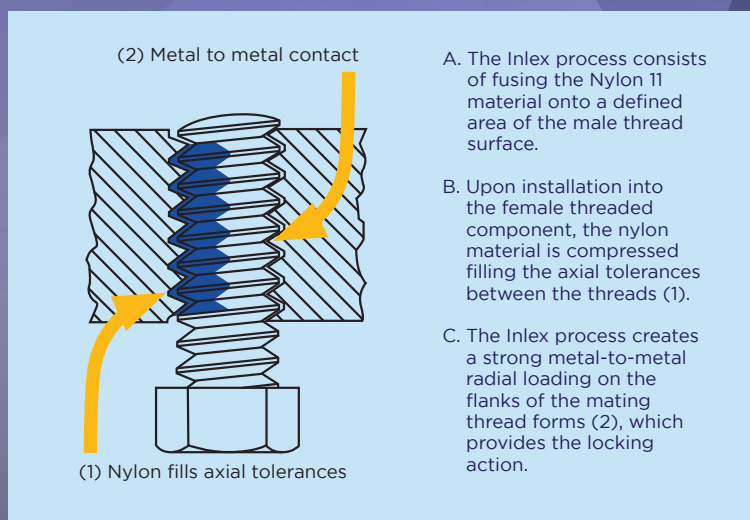 (2) Metal to metal contact
(1) Nylon fills axial tolerances
A. The Inlex process consists
of fusing the Nylon 11
material onto a defined
area of the male thread
surface.
B. Upon installation into
the female threaded
component, the nylon
material is compressed
filling the axial tolerances
between the threads (1).
C. The Inlex process creates
a strong metal-to-metal
radial loading on the
flanks of the mating
thread forms (2), which
provides the locking
action.